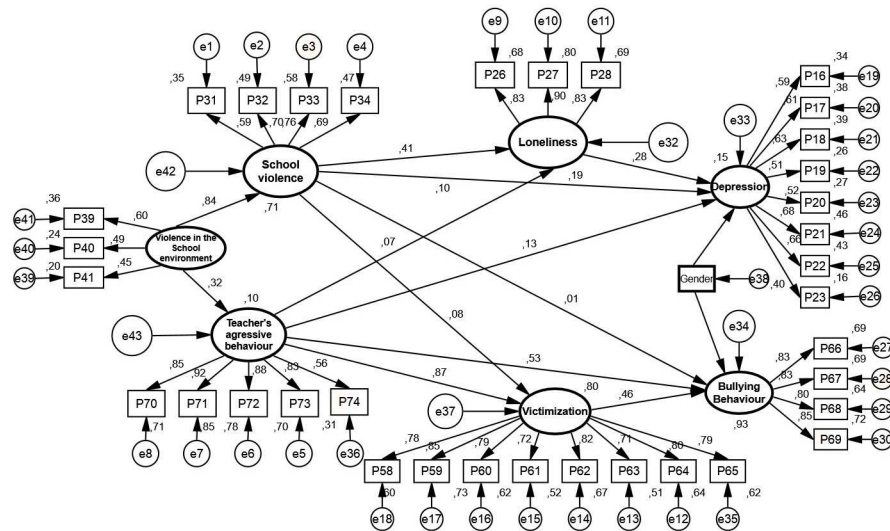 e1
e2
e3
e4
,35
,49
,58
,47
P31
P32
P33
P34
,59
,70
,76
,69
e9
e10
e11
,68
,80
,69
P26
P27
P28
,83
,90
,83
Loneliness
e32
e42
School
violence
,71
,84
,41
,19
,10
,28
,15
e33
Depression
,34
P16
e19
,59
,38
P17
e20
,61
,39
P18
e21
,63
,26
P19
e22
,51
,27
P20
e23
,52
,46
P21
e24
,68
,43
P22
e25
,66
,16
P23
e26
,40
,36
e41
P39
,60
,24
e40
P40
,49
,20
e39
P41
,45
Violence in the
School
environment
,32
,07
,13
,08
,01
Gender
e38
,10
e43
Teacher's
agressive
behaviour
,53
,87
e34
Bullying
Behaviour
,93
,69
P66
e27
,83
,69
P67
e28
,83
,64
P68
e29
,80
,72
P69
e30
,85
,85
,92
,88
,83
,56
P70
P71
P72
P73
P74
,71
,85
,78
,70
,31
e8
e7
e6
e5
e36
e37
Victimization
,80
,46
,78
,85
,79
,72
,82
,71
,80
,79
P58
P59
P60
P61
P62
P63
P64
P65
,60
,73
,62
,52
,67
,51
,64
,62
e18
e17
e16
e15
e14
e13
e12
e35